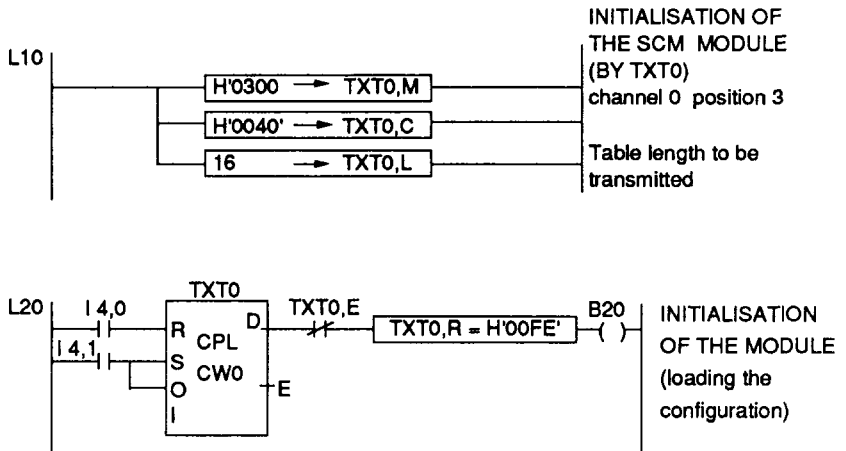 INITIALISATION OF
THE SCM MODULE
(BY TXT0)
channel 0 position 3
L10
H'0300 → TXT0,M
H'0040' → TXT0,C
16 → TXT0,L
Table length to be
transmitted
L20
I 4,0
I 4,1
TXT0
R
S
O
I
CPL
CW0
D
E
TXT0,E
TXT0,R = H'00FE'
B20
( )
INITIALISATION
OF THE MODULE
(loading the
configuration)